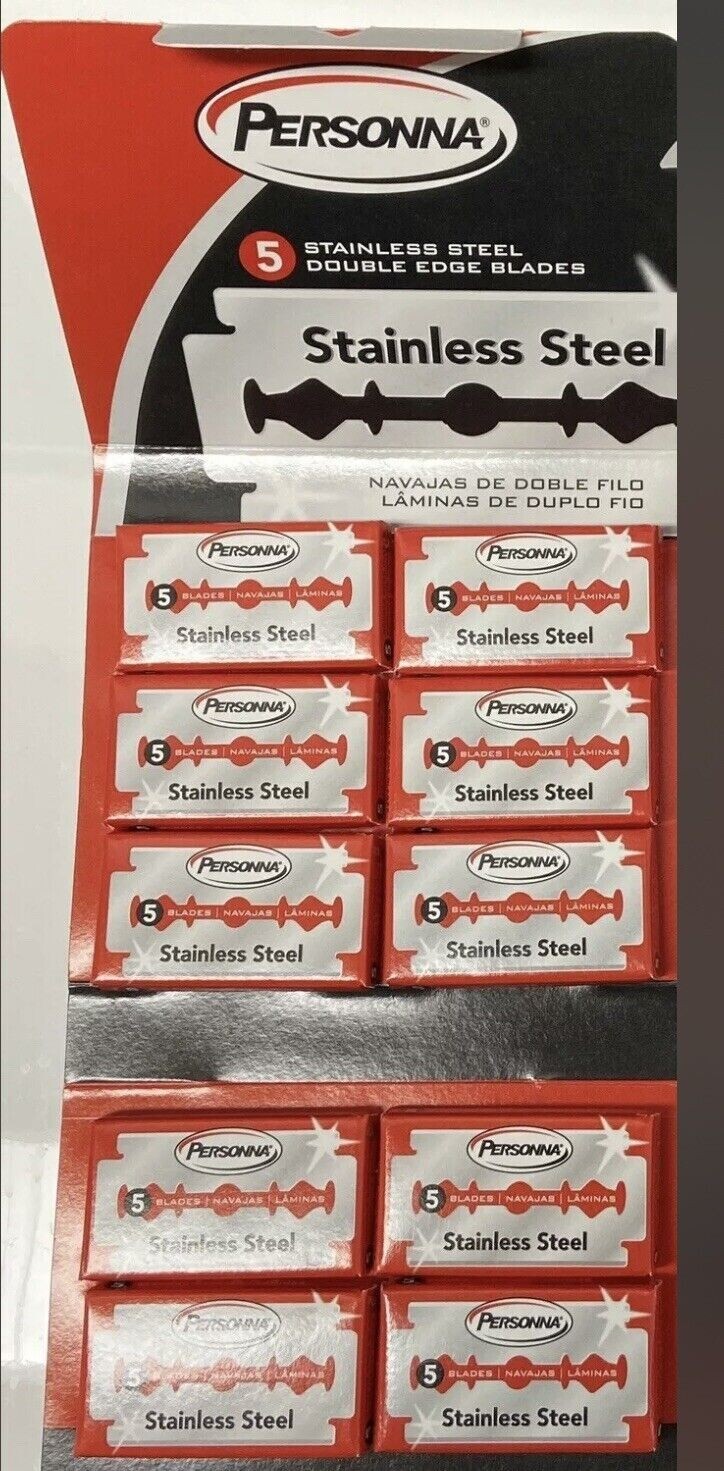 PERSONNA®
5 STAINLESS STEEL
DOUBLE EDGE BLADES
Stainless Steel
NAVAJAS DE DOBLE FILO
LÂMINAS DE DUPLO FIO
PERSONNA
5 BLADES | NAVAJAS | LÂMINAS
Stainless Steel
PERSONNA
5 BLADES | NAVAJAS | LÂMINAS
Stainless Steel
PERSONNA
5 BLADES | NAVAJAS | LÂMINAS
Stainless Steel
PERSONNA
5 BLADES | NAVAJAS | LÂMINAS
Stainless Steel
PERSONNA
5 BLADES | NAVAJAS | LÂMINAS
Stainless Steel
PERSONNA
5 BLADES | NAVAJAS | LÂMINAS
Stainless Steel
PERSONNA
5 BLADES | NAVAJAS | LÂMINAS
Stainless Steel
PERSONNA
5 BLADES | NAVAJAS | LÂMINAS
Stainless Steel
PERSONNA
5 BLADES | NAVAJAS | LÂMINAS
Stainless Steel
PERSONNA
5 BLADES | NAVAJAS | LÂMINAS
Stainless Steel